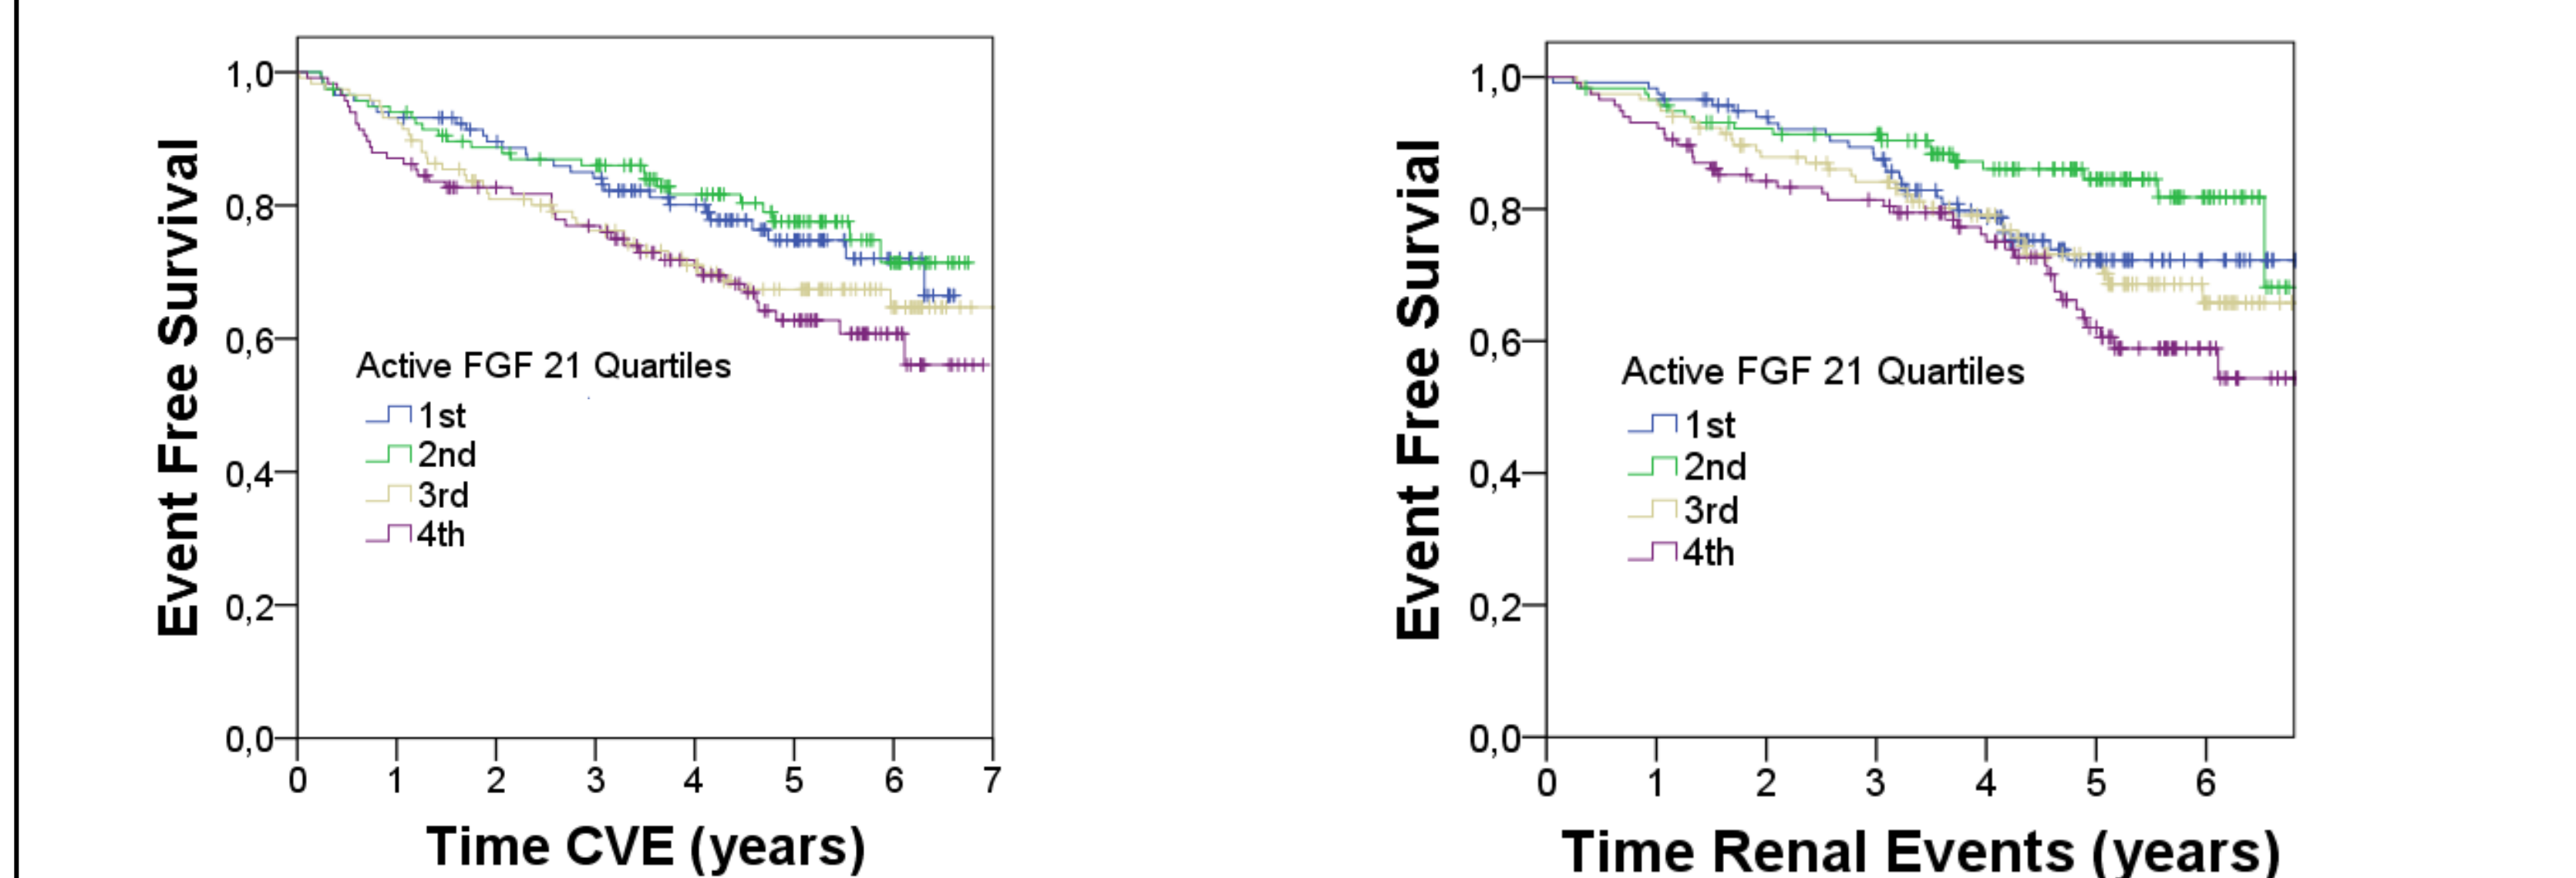 Event Free Survival
1,0
0,8
0,6
0,4
0,2
0,0
Active FGF 21 Quartiles
1st
2nd
3rd
4th
0 1 2 3 4 5 6 7
Time CVE (years)
Event Free Survial
1,0
0,8
0,6
0,4
0,2
0,0
Active FGF 21 Quartiles
1st
2nd
3rd
4th
0 1 2 3 4 5 6
Time Renal Events (years)